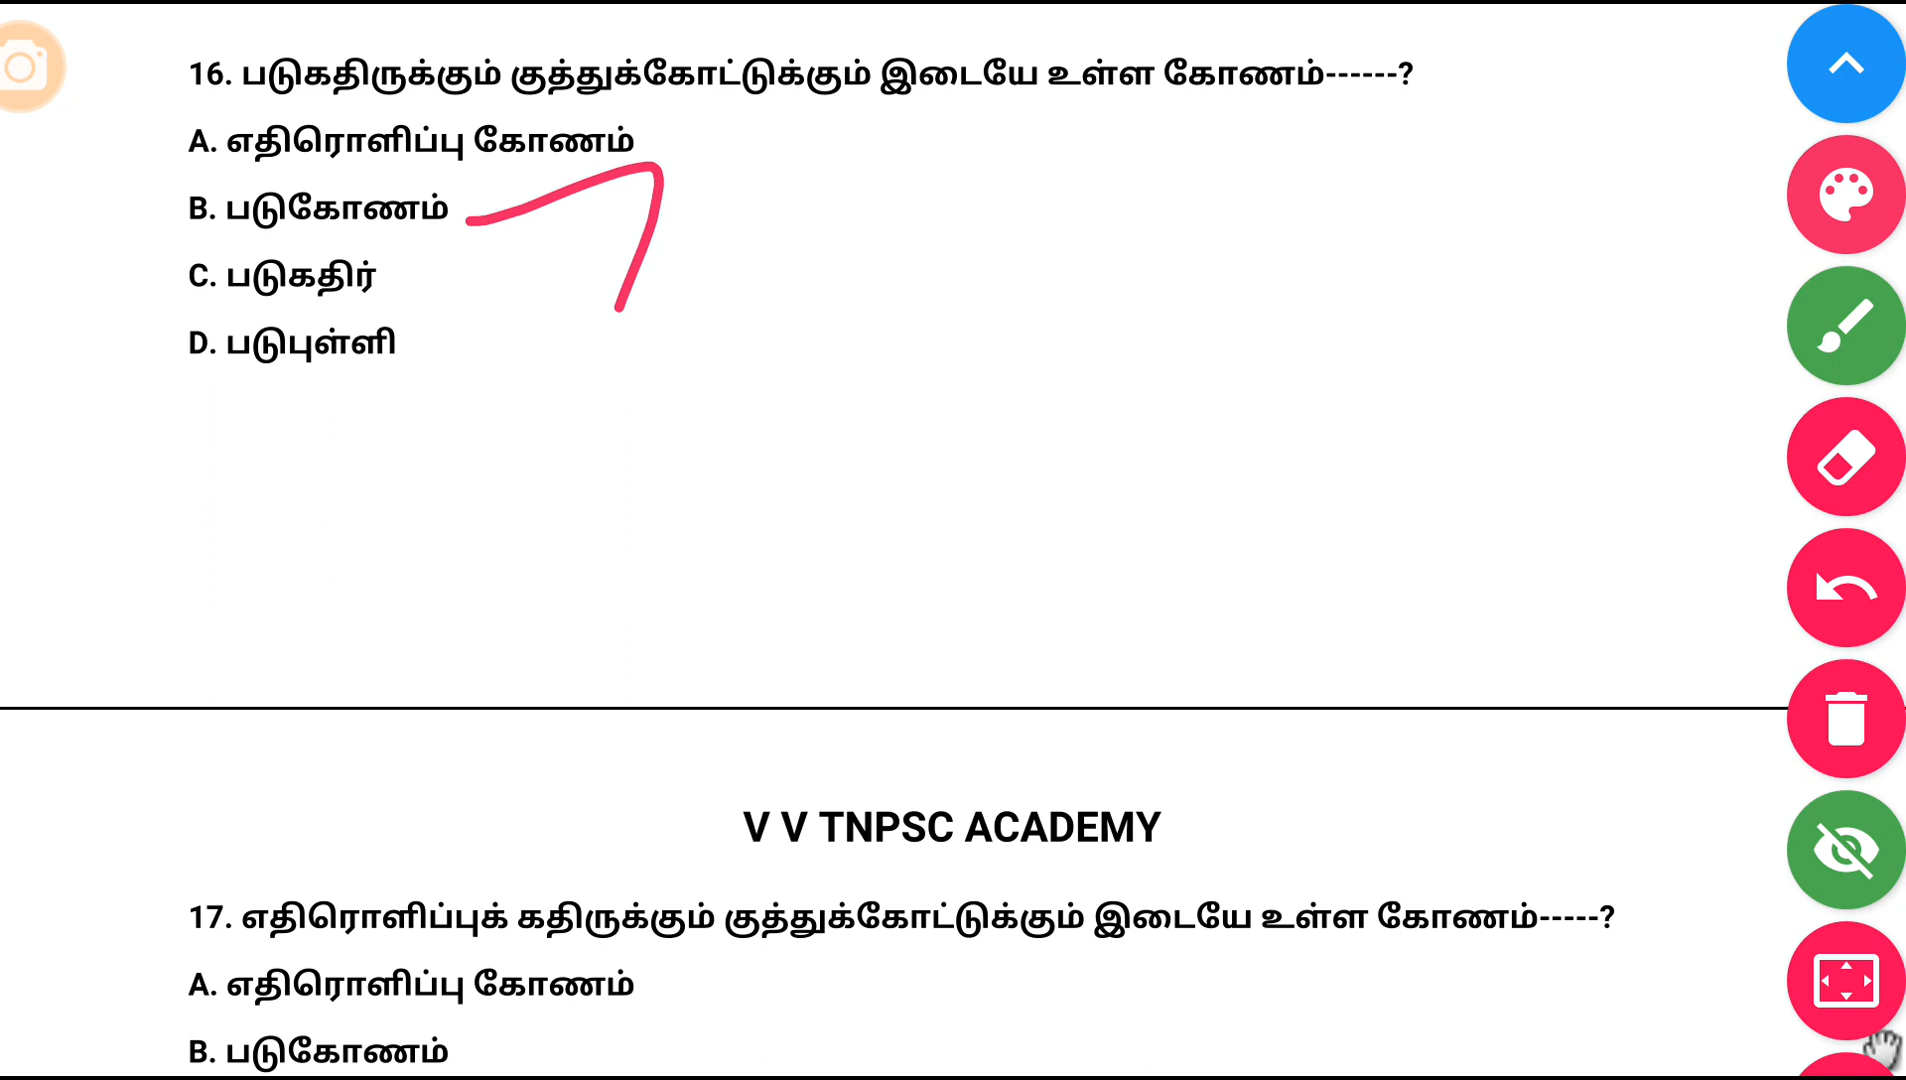 16. படுகதிருக்கும் குத்துக்கோட்டுக்கும் இடையே உள்ள கோணம்------?
A. எதிரொளிப்பு கோணம்
B. படுகோணம்
C. படுகதிர்
D. படுபுள்ளி
V V TNPSC ACADEMY
17. எதிரொளிப்புக் கதிருக்கும் குத்துக்கோட்டுக்கும் இடையே உள்ள கோணம்-----?
A. எதிரொளிப்பு கோணம்
B. படுகோணம்